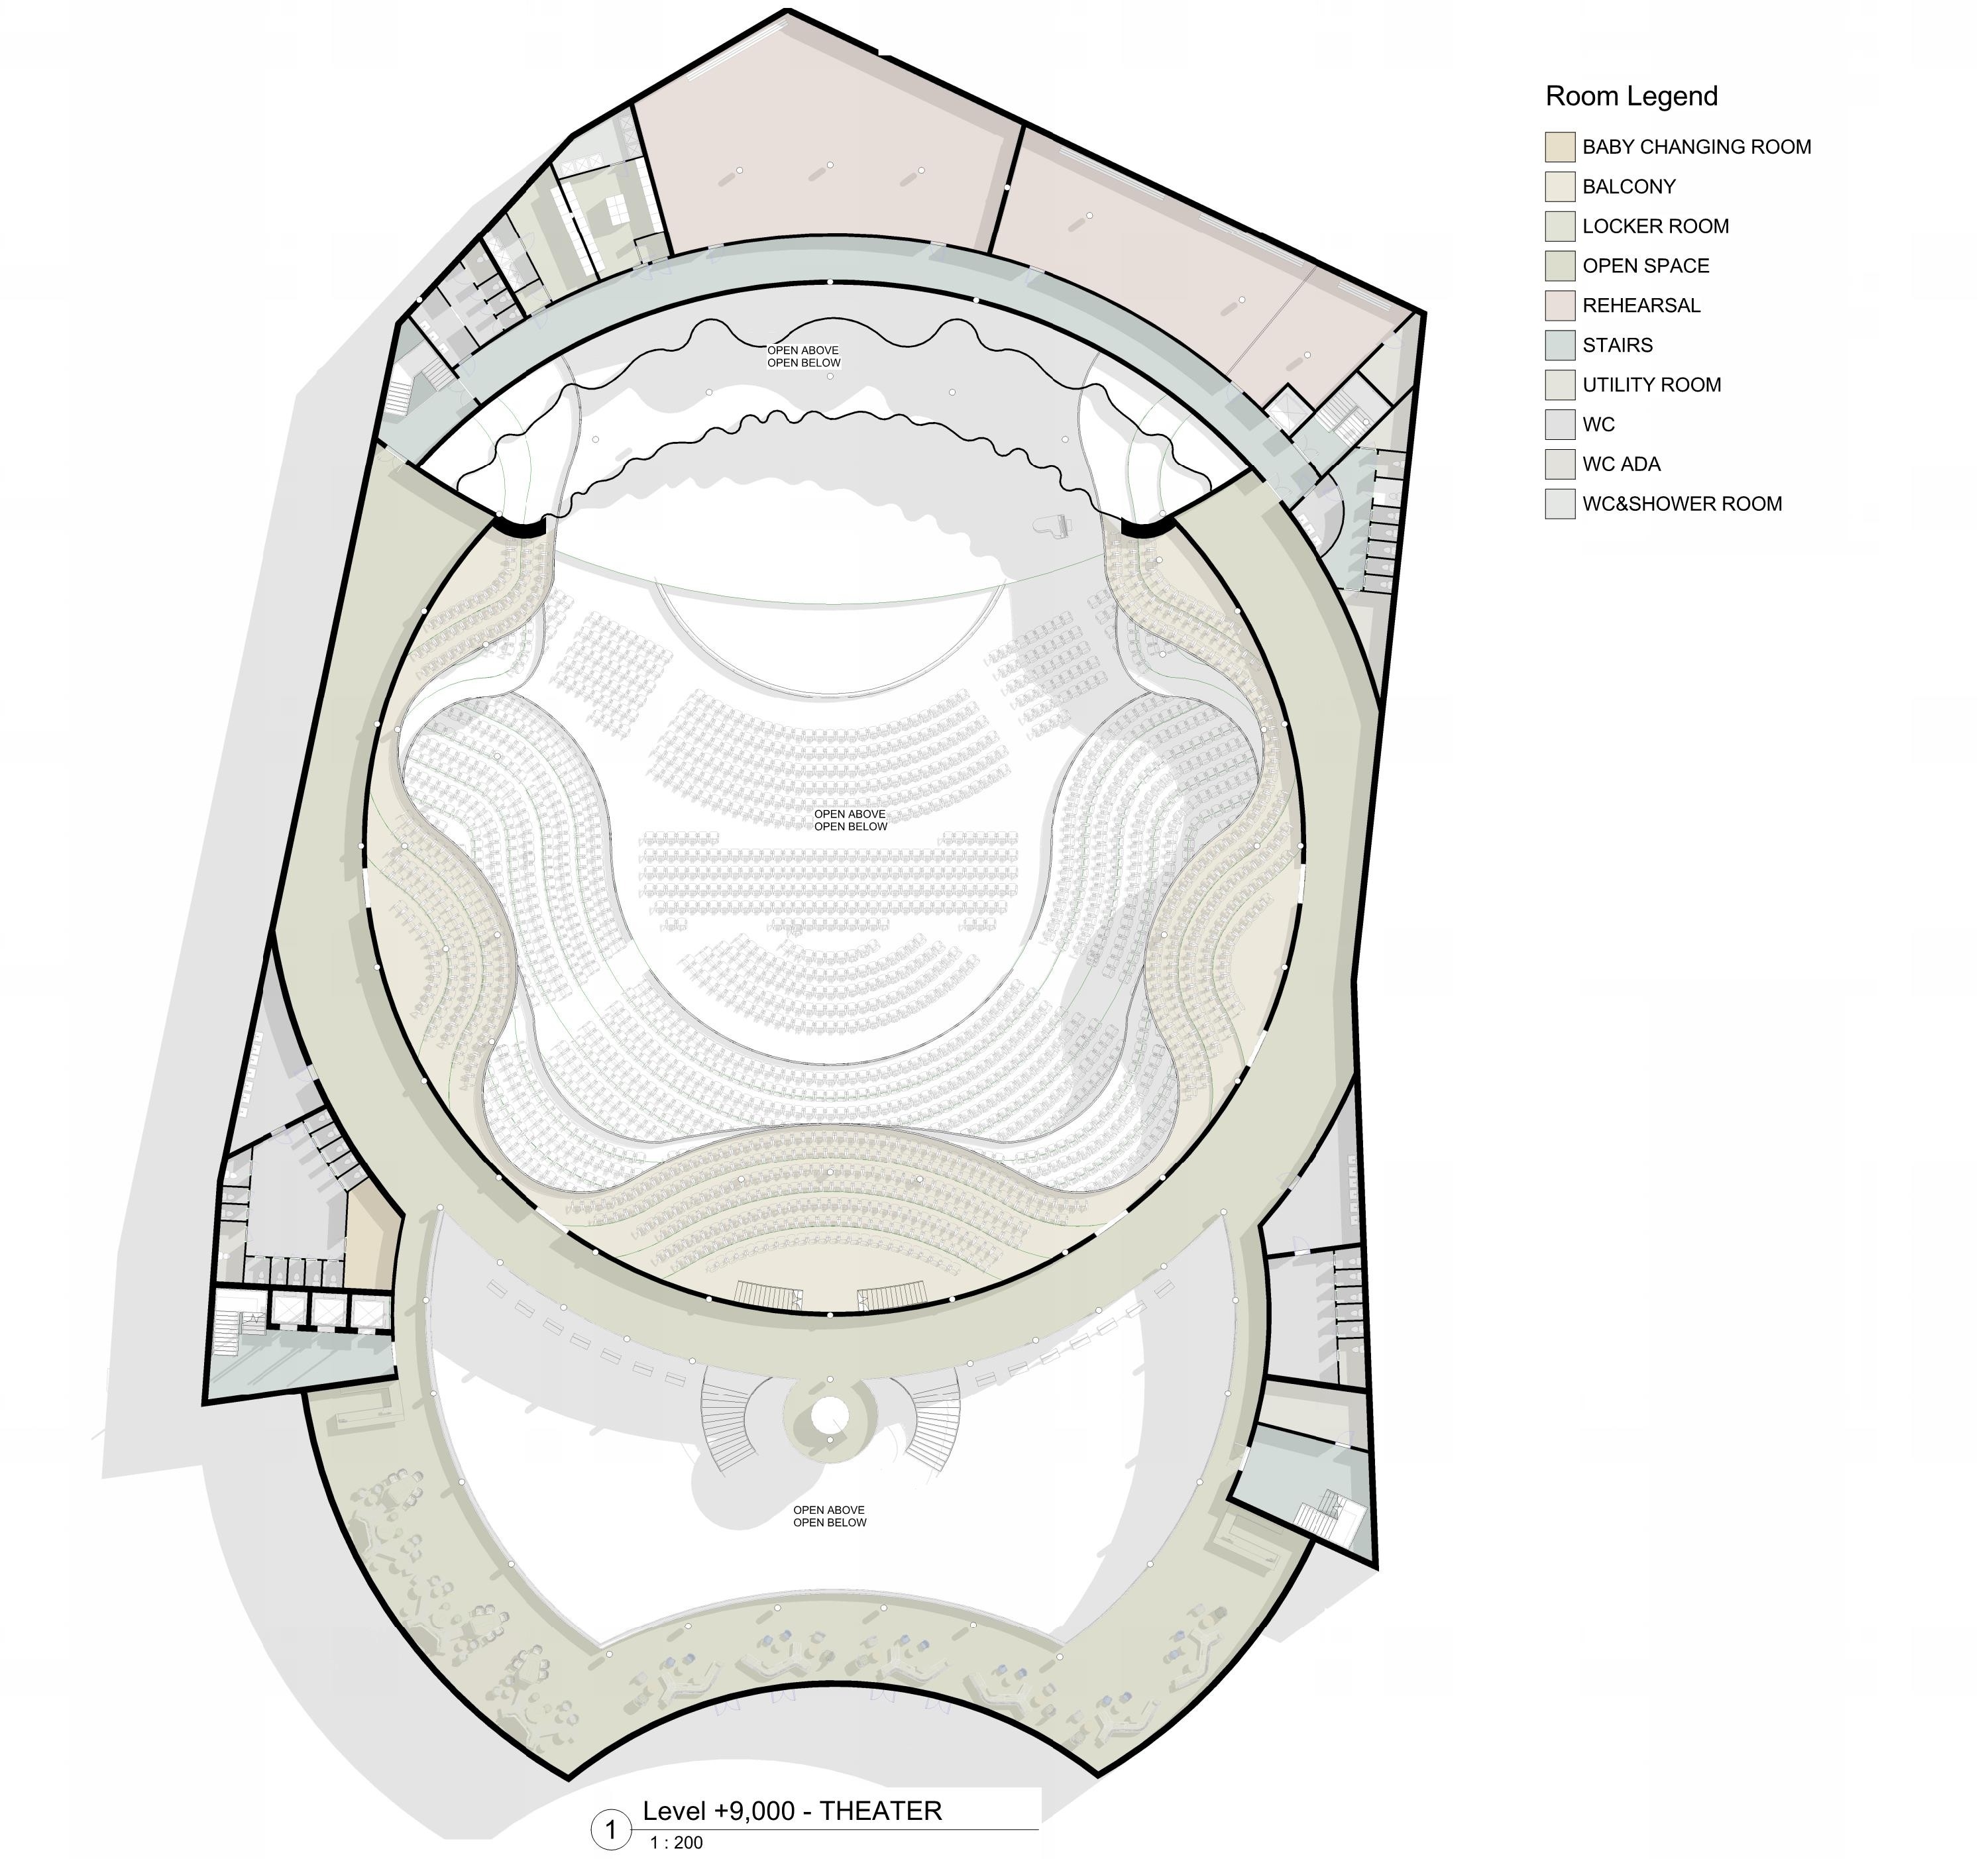 Room Legend
BABY CHANGING ROOM
BALCONY
LOCKER ROOM
OPEN SPACE
REHEARSAL
STAIRS
UTILITY ROOM
WC
WC ADA
WC&SHOWER ROOM
OPEN ABOVE
OPEN BELOW
OPEN ABOVE
OPEN BELOW
OPEN ABOVE
OPEN BELOW
1
Level +9,000 - THEATER
1 : 200